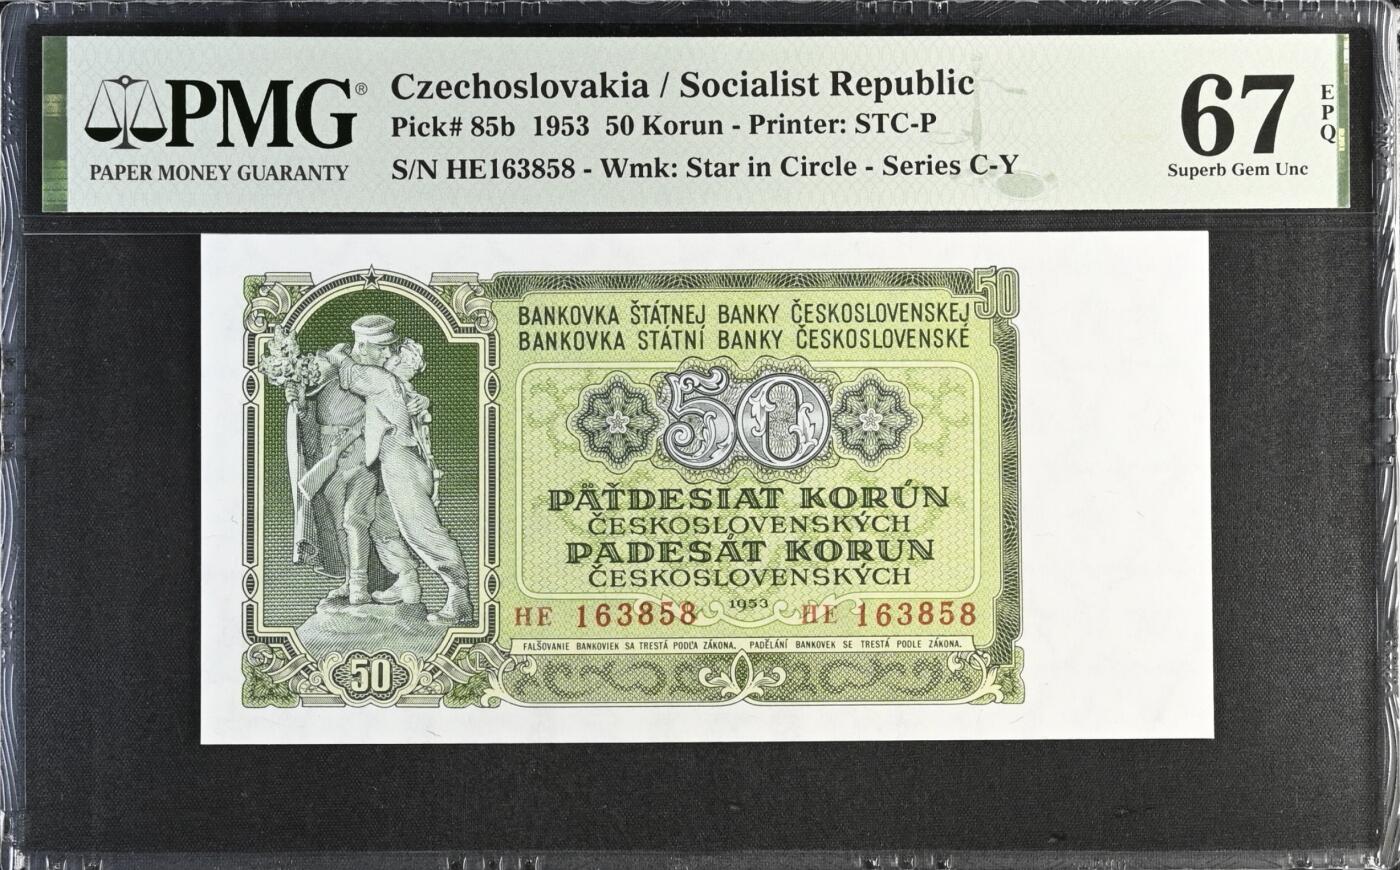 PMG®
PAPER MONEY GUARANTY
Czechoslovakia / Socialist Republic
Pick# 85b 1953 50 Korun - Printer: STC-P
S/N HE163858 - Wmk: Star in Circle - Series C-Y
67
EPQ
Superb Gem Unc
50
BANKOVKA ŠTÁTNEJ BANKY ČESKOSLOVENSKEJ
BANKOVKA STÁTNÍ BANKY ČESKOSLOVENSKÉ
50
PÄŤDESIAT KORÚN
ČESKOSLOVENSKÝCH
PADESÁT KORUN
ČESKOSLOVENSKÝCH
HE 163858 1953 HE 163858
FALŠOVANIE BANKOVIEK SA TRESTÁ PODĽA ZÁKONA. PADĚLÁNÍ BANKOVEK SE TRESTÁ PODLE ZÁKONA.
50